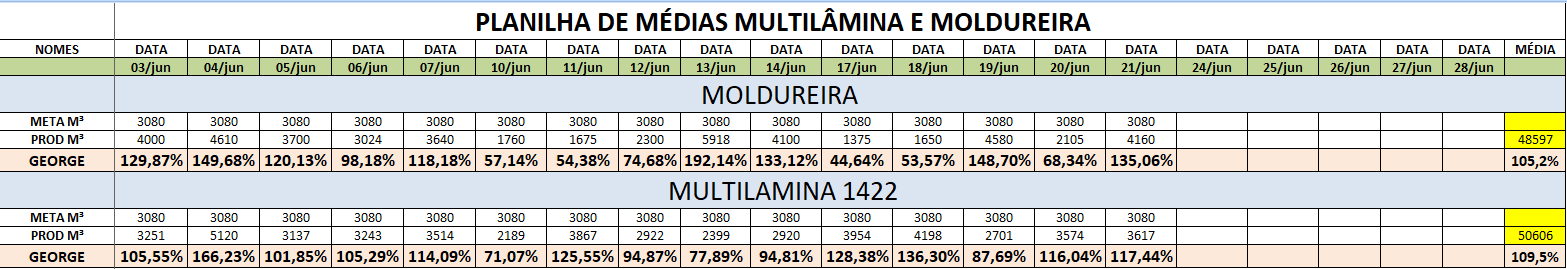 PLANILHA DE MÉDIAS MULTILÂMINA E MOLDUREIRA
NOMES DATA DATA DATA DATA DATA DATA DATA DATA DATA DATA DATA DATA DATA DATA DATA DATA DATA DATA DATA DATA MÉDIA
03/jun 04/jun 05/jun 06/jun 07/jun 10/jun 11/jun 12/jun 13/jun 14/jun 17/jun 18/jun 19/jun 20/jun 21/jun 24/jun 25/jun 26/jun 27/jun 28/jun
MOLDUREIRA
META M³ 3080 3080 3080 3080 3080 3080 3080 3080 3080 3080 3080 3080 3080 3080 3080
PROD M³ 4000 4610 3700 3024 3640 1760 1675 2300 5918 4100 1375 1650 4580 2105 4160 48597
GEORGE 129,87% 149,68% 120,13% 98,18% 118,18% 57,14% 54,38% 74,68% 192,14% 133,12% 44,64% 53,57% 148,70% 68,34% 135,06% 105,2%
MULTILAMINA 1422
META M³ 3080 3080 3080 3080 3080 3080 3080 3080 3080 3080 3080 3080 3080 3080 3080
PROD M³ 3251 5120 3137 3243 3514 2189 3867 2922 2399 2920 3954 4198 2701 3574 3617 50606
GEORGE 105,55% 166,23% 101,85% 105,29% 114,09% 71,07% 125,55% 94,87% 77,89% 94,81% 128,38% 136,30% 87,69% 116,04% 117,44% 109,5%